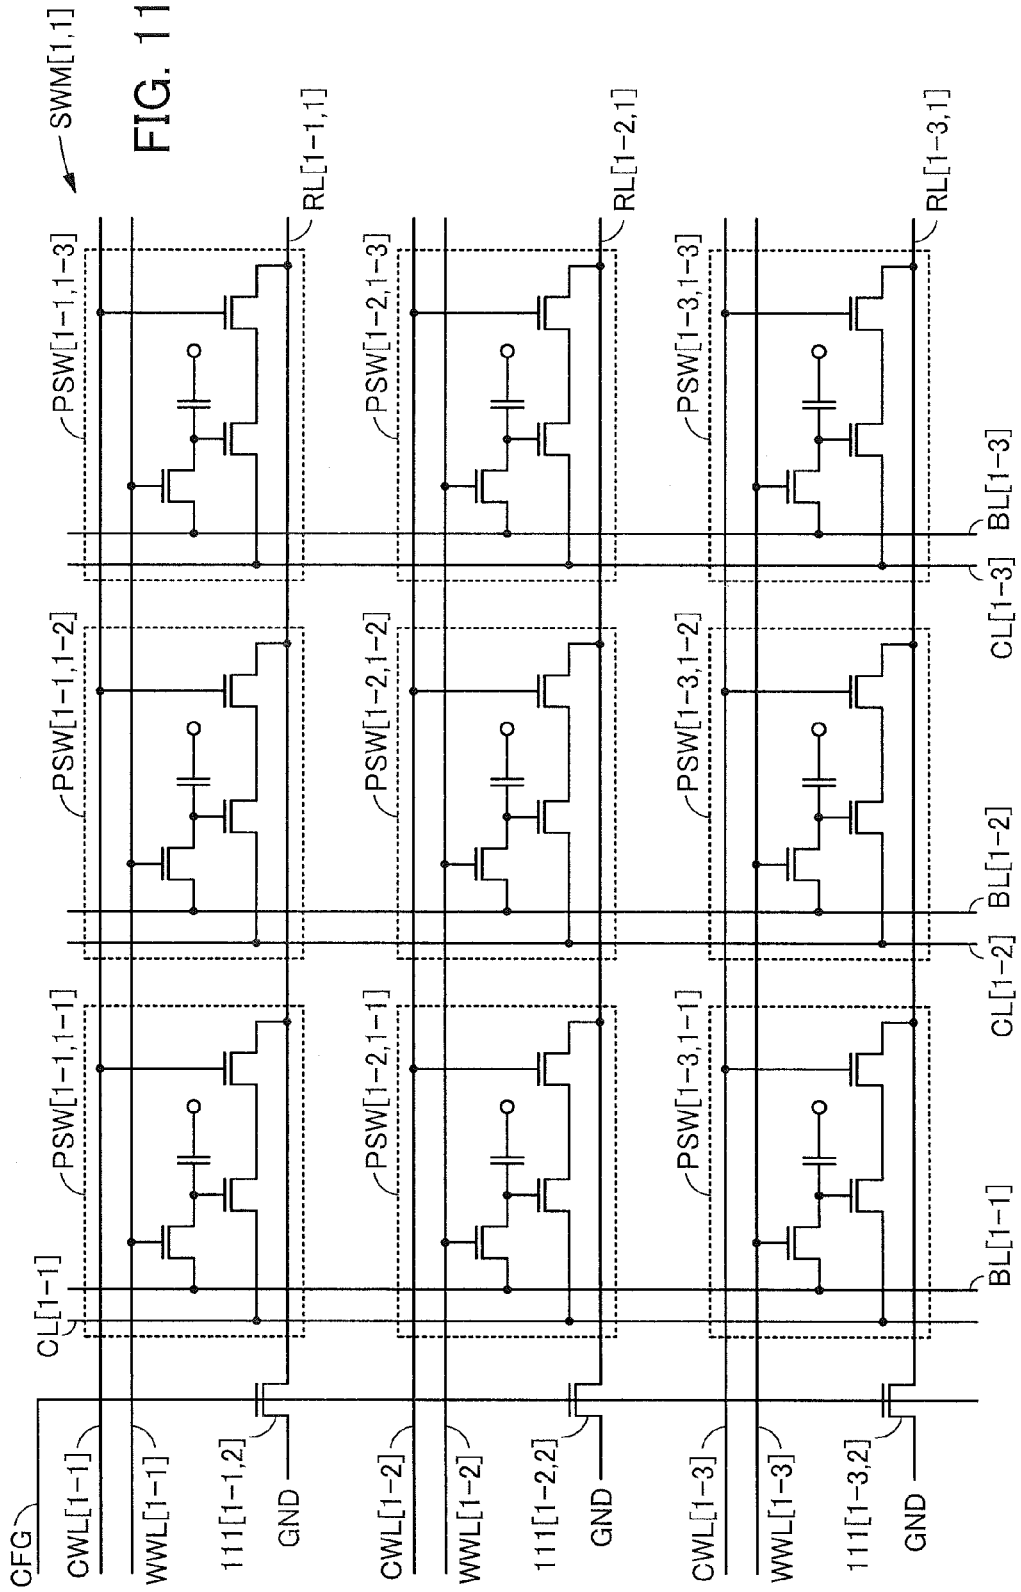 FIG. 11
SWM[1,1]
CFG
CWL[1-1]
WWL[1-1]
111[1-1,2]
GND
CL[1-1]
PSW[1-1,1-1]
PSW[1-1,1-2]
PSW[1-1,1-3]
RL[1-1,1]
CWL[1-2]
WWL[1-2]
111[1-2,2]
GND
PSW[1-2,1-1]
PSW[1-2,1-2]
PSW[1-2,1-3]
RL[1-2,1]
CWL[1-3]
WWL[1-3]
111[1-3,2]
GND
PSW[1-3,1-1]
PSW[1-3,1-2]
PSW[1-3,1-3]
RL[1-3,1]
BL[1-1]
CL[1-2]
BL[1-2]
CL[1-3]
BL[1-3]